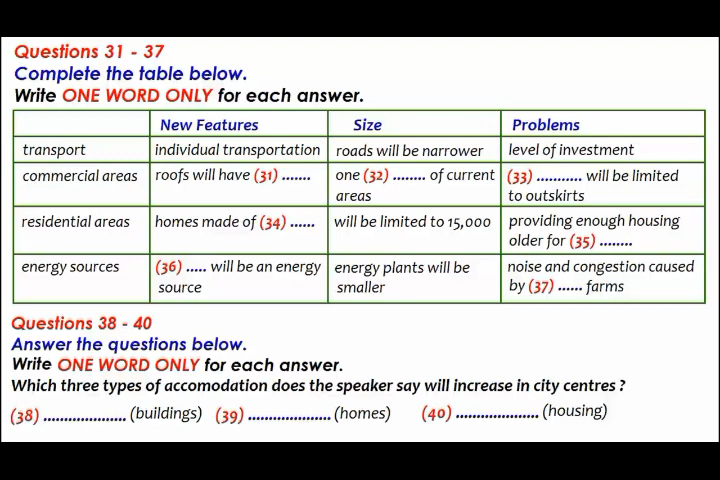 Questions 31 - 37
Complete the table below.
Write ONE WORD ONLY for each answer.
New Features Size Problems
transport individual transportation roads will be narrower level of investment
commercial areas roofs will have (31) ....... one (32) ........ of current areas (33) ........... will be limited to outskirts
residential areas homes made of (34) ...... will be limited to 15,000 providing enough housing older for (35) ........
energy sources (36) ..... will be an energy source energy plants will be smaller noise and congestion caused by (37) ...... farms
Questions 38 - 40
Answer the questions below.
Write ONE WORD ONLY for each answer.
Which three types of accomodation does the speaker say will increase in city centres ?
(38) .................... (buildings) (39) .................... (homes) (40) .................... (housing)